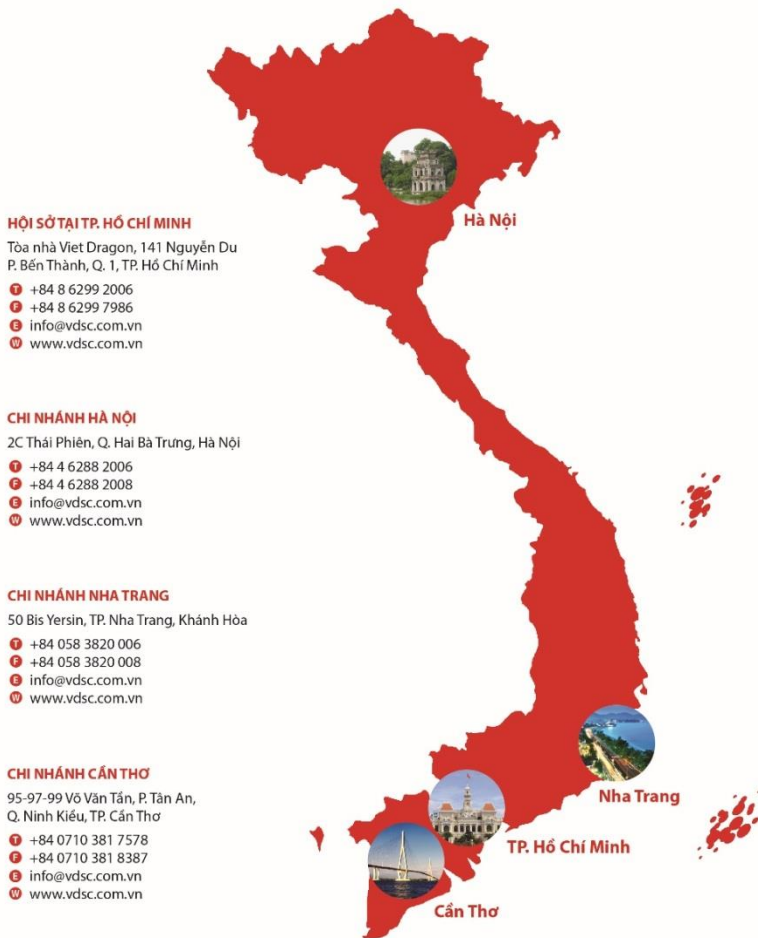 HỘI SỞ TẠI TP. HỒ CHÍ MINH
Tòa nhà Viet Dragon, 141 Nguyễn Du
P. Bến Thành, Q. 1, TP. Hồ Chí Minh
T +84 8 6299 2006
F +84 8 6299 7986
E info@vdsc.com.vn
W www.vdsc.com.vn
CHI NHÁNH HÀ NỘI
2C Thái Phiên, Q. Hai Bà Trưng, Hà Nội
T +84 4 6288 2006
F +84 4 6288 2008
E info@vdsc.com.vn
W www.vdsc.com.vn
CHI NHÁNH NHA TRANG
50 Bis Yersin, TP. Nha Trang, Khánh Hòa
T +84 058 3820 006
F +84 058 3820 008
E info@vdsc.com.vn
W www.vdsc.com.vn
CHI NHÁNH CẦN THƠ
95-97-99 Võ Văn Tần, P. Tân An,
Q. Ninh Kiều, TP. Cần Thơ
T +84 0710 381 7578
F +84 0710 381 8387
E info@vdsc.com.vn
W www.vdsc.com.vn
Hà Nội
Nha Trang
TP. Hồ Chí Minh
Cần Thơ